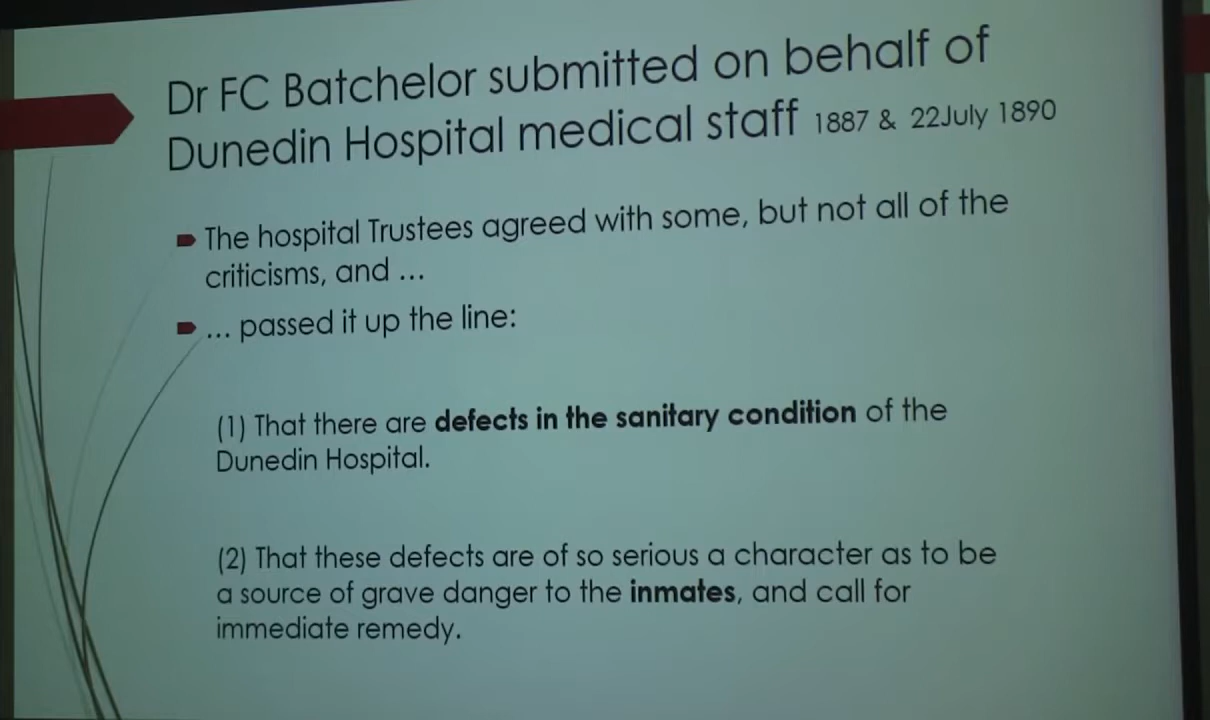 Dr FC Batchelor submitted on behalf of
Dunedin Hospital medical staff 1887 & 22July 1890
The hospital Trustees agreed with some, but not all of the
criticisms, and ...
... passed it up the line:
(1) That there are defects in the sanitary condition of the
Dunedin Hospital.
(2) That these defects are of so serious a character as to be
a source of grave danger to the inmates, and call for
immediate remedy.